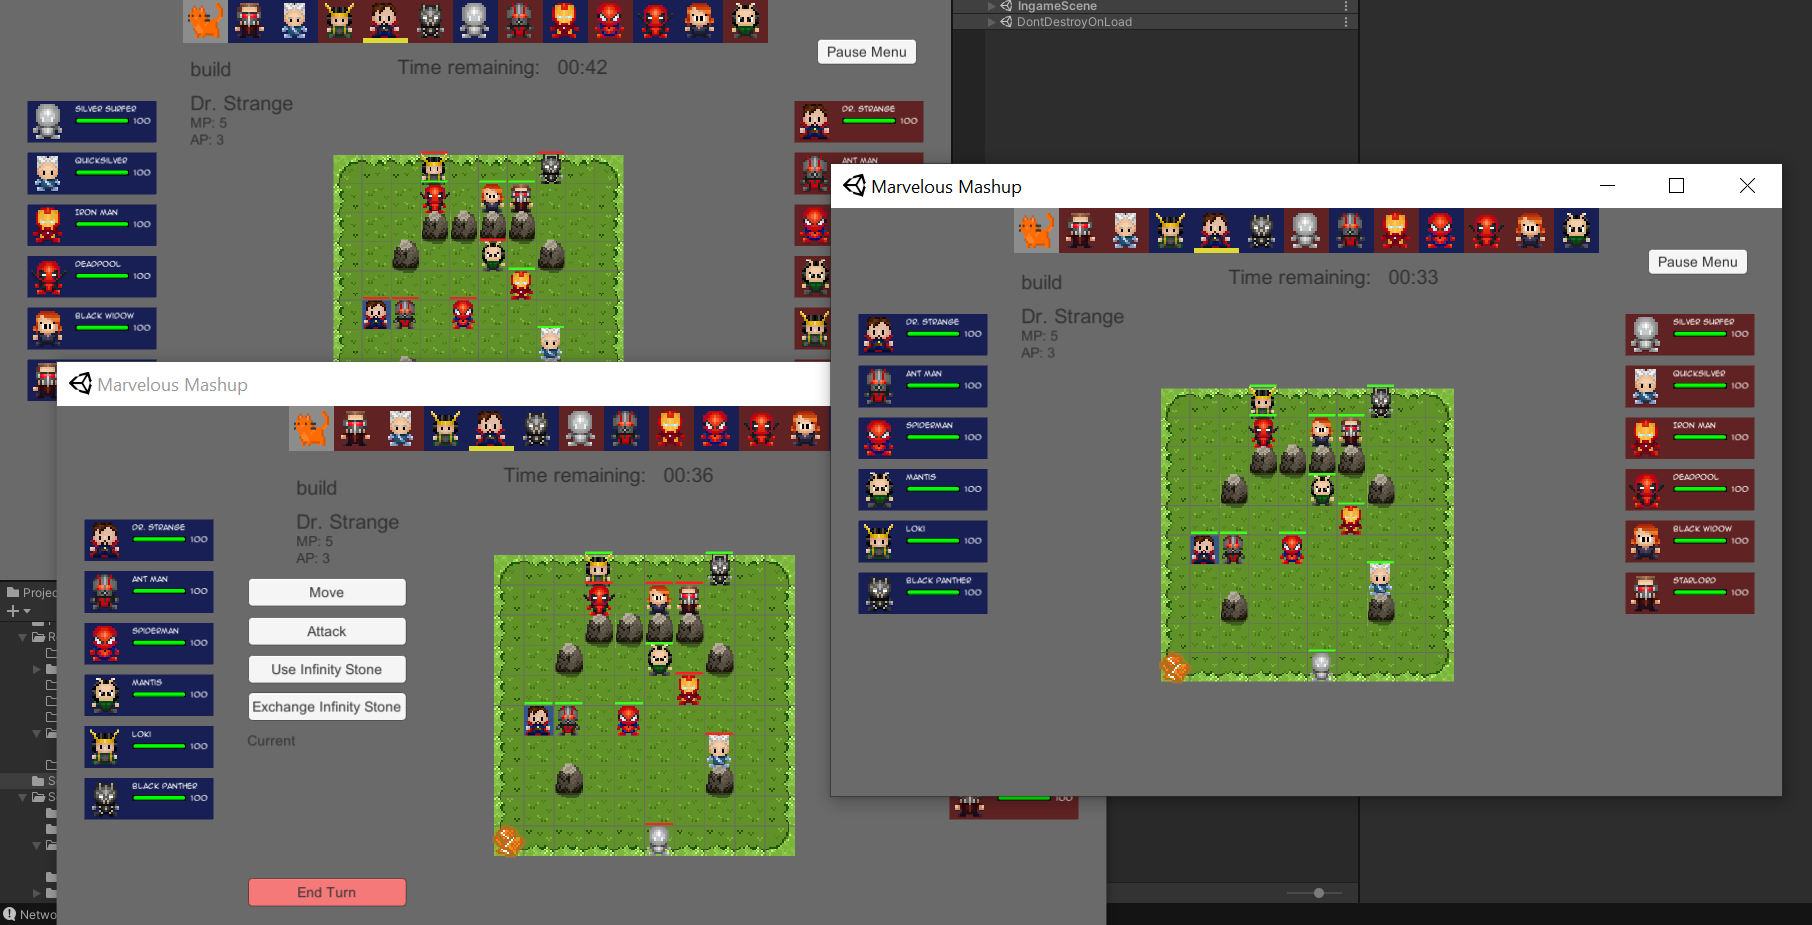 IngameScene
DontDestroyOnLoad
Pause Menu
build
Time remaining: 00:42
Dr. Strange
MP: 5
AP: 3
SILVER SURFER
100
QUICKSILVER
100
IRON MAN
100
DEADPOOL
100
BLACK WIDOW
100
DR. STRANGE
100
ANT MAN
Marvelous Mashup
Pause Menu
build
Time remaining: 00:33
Dr. Strange
MP: 5
AP: 3
DR. STRANGE
100
ANT MAN
100
SPIDERMAN
100
MANTIS
100
LOKI
100
BLACK PANTHER
100
SILVER SURFER
100
QUICKSILVER
100
IRON MAN
100
DEADPOOL
100
BLACK WIDOW
100
STARLORD
100
Marvelous Mashup
build
Time remaining: 00:36
Dr. Strange
MP: 5
AP: 3
DR. STRANGE
100
ANT MAN
100
SPIDERMAN
100
MANTIS
100
LOKI
100
BLACK PANTHER
100
Move
Attack
Use Infinity Stone
Exchange Infinity Stone
Current
End Turn
100
Projec
R
S
S
Netwo